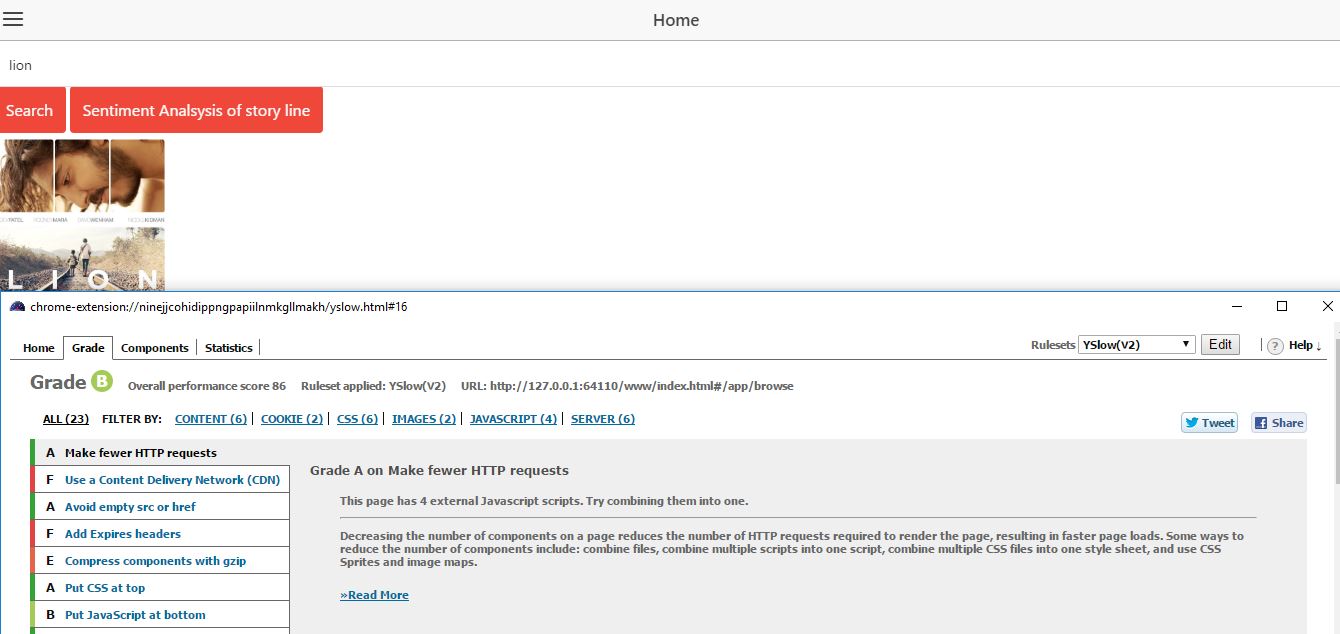 Home
lion
Search Sentiment Analsysis of story line
PATEL ROONEY MARA DAVID WENHAM NICOLE KIDMAN
LION
chrome-extension://ninejjcohidippngpapiilnmkgllmakh/yslow.html#16
Home Grade Components Statistics Rulesets YSlow(V2) Edit ? Help ↓
Grade B Overall performance score 86 Ruleset applied: YSlow(V2) URL: http://127.0.0.1:64110/www/index.html#/app/browse
ALL (23) FILTER BY: CONTENT (6) COOKIE (2) CSS (6) IMAGES (2) JAVASCRIPT (4) SERVER (6) Tweet Share
A Make fewer HTTP requests
F Use a Content Delivery Network (CDN)
A Avoid empty src or href
F Add Expires headers
E Compress components with gzip
A Put CSS at top
B Put JavaScript at bottom
Grade A on Make fewer HTTP requests
This page has 4 external Javascript scripts. Try combining them into one.
Decreasing the number of components on a page reduces the number of HTTP requests required to render the page, resulting in faster page loads. Some ways to
reduce the number of components include: combine files, combine multiple scripts into one script, combine multiple CSS files into one style sheet, and use CSS
Sprites and image maps.
»Read More